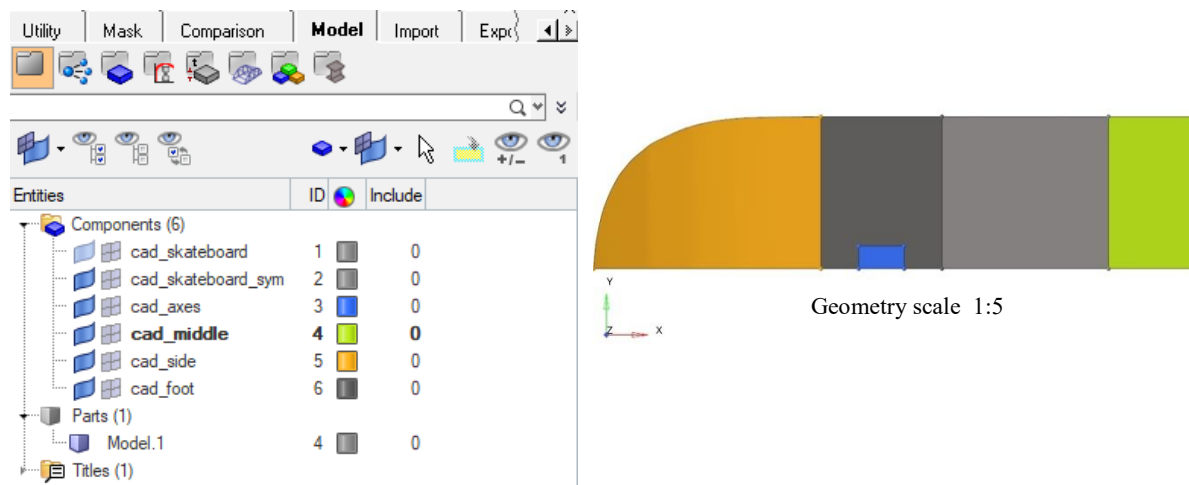 Utility Mask Comparison Model Import Expo
Entities ID Include
Components (6)
cad_skateboard 1 0
cad_skateboard_sym 2 0
cad_axes 3 0
cad_middle 4 0
cad_side 5 0
cad_foot 6 0
Parts (1)
Model.1 4 0
Titles (1)
Y
Z X
Geometry scale 1:5